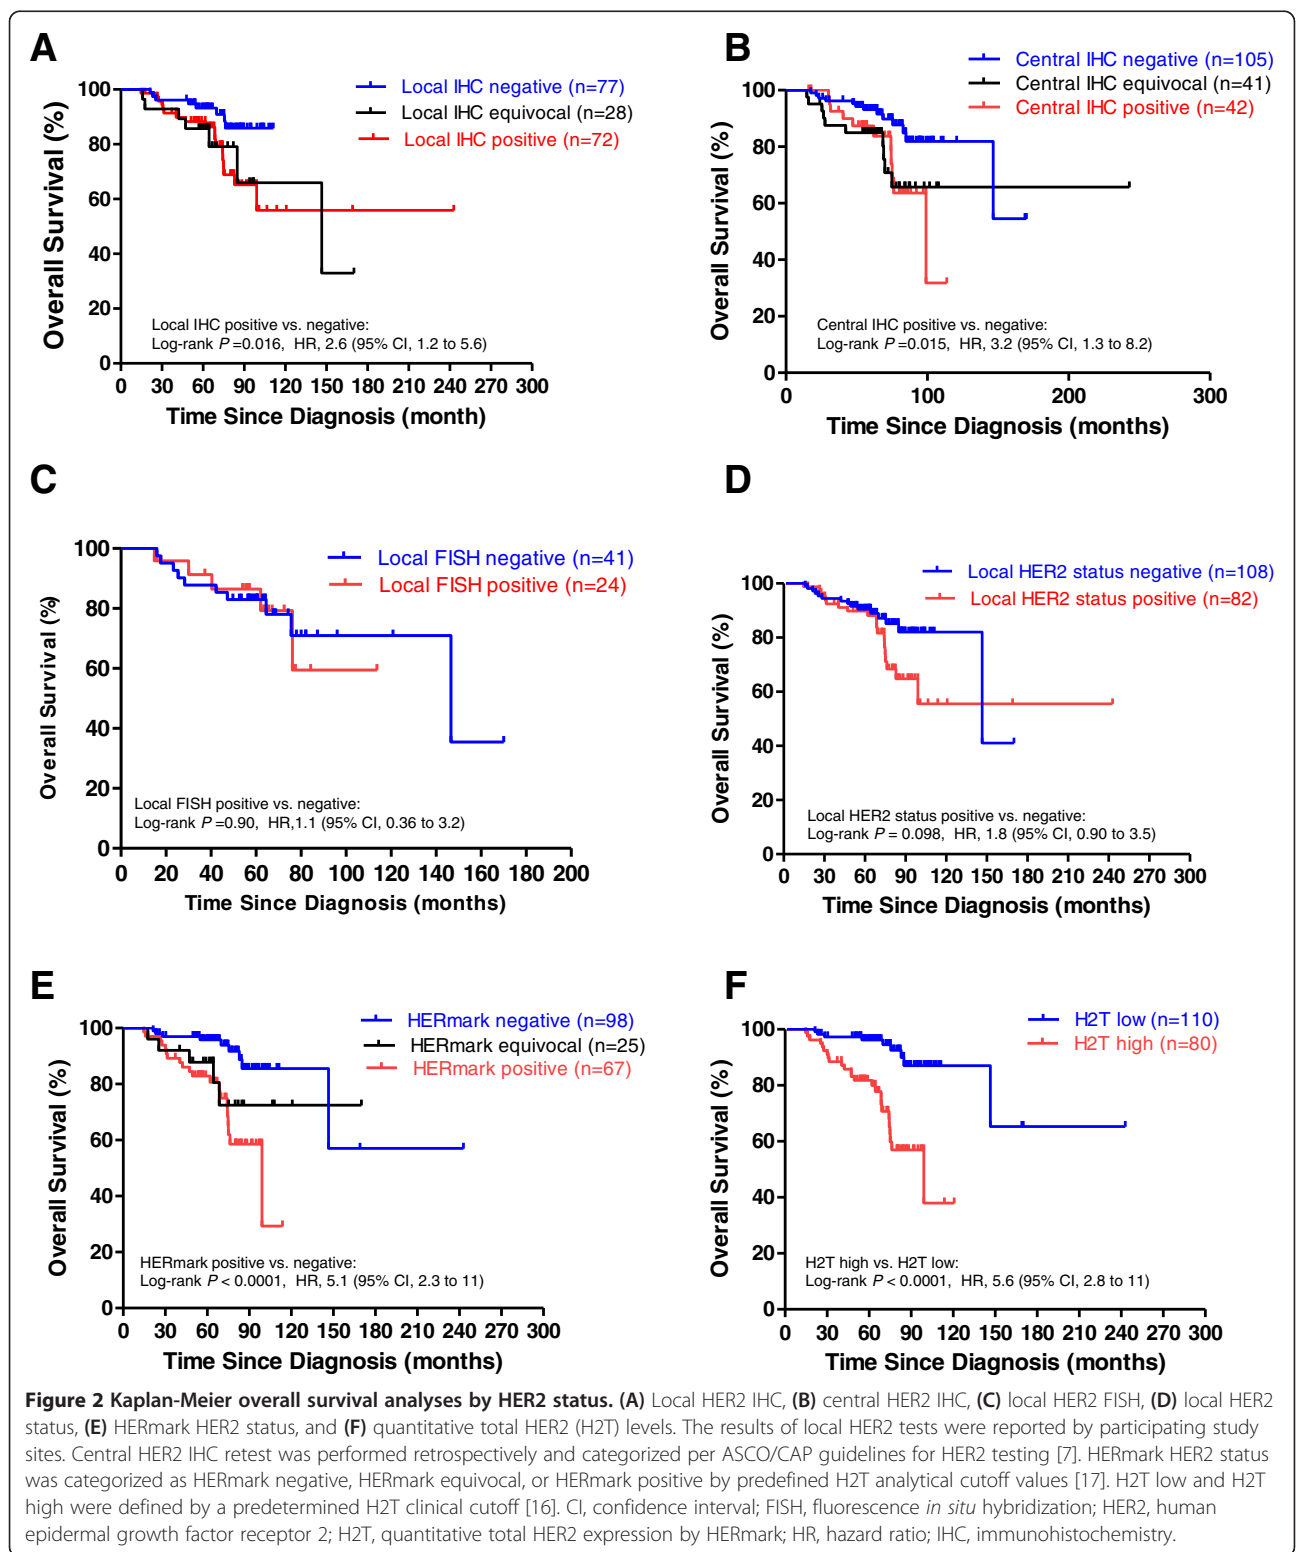 A
Local IHC negative (n=77)
Local IHC equivocal (n=28)
Local IHC positive (n=72)
100
80
60
40
20
0
Overall Survival (%)
Local IHC positive vs. negative:
Log-rank P =0.016, HR, 2.6 (95% CI, 1.2 to 5.6)
0 30 60 90 120 150 180 210 240 270 300
Time Since Diagnosis (month)
B
Central IHC negative (n=105)
Central IHC equivocal (n=41)
Central IHC positive (n=42)
100
80
60
40
20
0
Overall Survival (%)
Central IHC positive vs. negative:
Log-rank P =0.015, HR, 3.2 (95% CI, 1.3 to 8.2)
0 100 200 300
Time Since Diagnosis (months)
C
Local FISH negative (n=41)
Local FISH positive (n=24)
100
80
60
40
20
0
Overall Survival (%)
Local FISH positive vs. negative:
Log-rank P =0.90, HR,1.1 (95% CI, 0.36 to 3.2)
0 20 40 60 80 100 120 140 160 180 200
Time Since Diagnosis (months)
D
Local HER2 status negative (n=108)
Local HER2 status positive (n=82)
100
80
60
40
20
0
Overall Survival (%)
Local HER2 status positive vs. negative:
Log-rank P = 0.098, HR, 1.8 (95% CI, 0.90 to 3.5)
0 30 60 90 120 150 180 210 240 270 300
Time Since Diagnosis (months)
E
HERmark negative (n=98)
HERmark equivocal (n=25)
HERmark positive (n=67)
100
80
60
40
20
0
Overall Survival (%)
HERmark positive vs. negative:
Log-rank P < 0.0001, HR, 5.1 (95% CI, 2.3 to 11)
0 30 60 90 120 150 180 210 240 270 300
Time Since Diagnosis (months)
F
H2T low (n=110)
H2T high (n=80)
100
80
60
40
20
0
Overall Survival (%)
H2T high vs. H2T low:
Log-rank P < 0.0001, HR, 5.6 (95% CI, 2.8 to 11)
0 30 60 90 120 150 180 210 240 270 300
Time Since Diagnosis (months)
Figure 2 Kaplan-Meier overall survival analyses by HER2 status. (A) Local HER2 IHC, (B) central HER2 IHC, (C) local HER2 FISH, (D) local HER2
status, (E) HERmark HER2 status, and (F) quantitative total HER2 (H2T) levels. The results of local HER2 tests were reported by participating study
sites. Central HER2 IHC retest was performed retrospectively and categorized per ASCO/CAP guidelines for HER2 testing [7]. HERmark HER2 status
was categorized as HERmark negative, HERmark equivocal, or HERmark positive by predefined H2T analytical cutoff values [17]. H2T low and H2T
high were defined by a predetermined H2T clinical cutoff [16]. CI, confidence interval; FISH, fluorescence in situ hybridization; HER2, human
epidermal growth factor receptor 2; H2T, quantitative total HER2 expression by HERmark; HR, hazard ratio; IHC, immunohistochemistry.